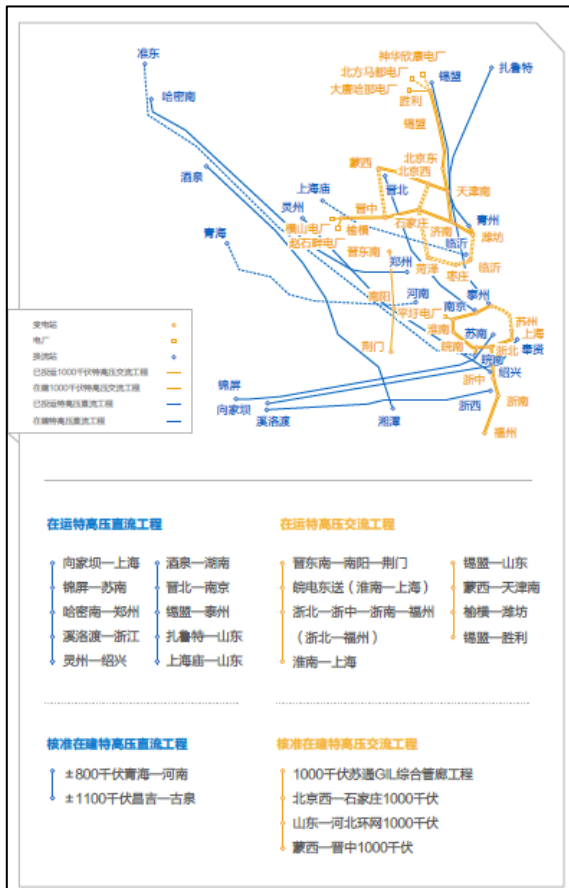 神华欣康电厂
北方马都电厂
大唐哈邵电厂
锡盟
扎鲁特
准东
哈密南
胜利
锡盟
酒泉
蒙西
北京东
北京西
晋北
天津南
上海庙
灵州
晋中
石家庄
济南
青州
潍坊
横山电厂
榆横
赵石畔电厂
青海
晋东南
郑州
菏泽
枣庄
临沂
临沂
南阳
河南
平圩电厂
南京
泰州
淮南
苏南
苏州
上海
奉贤
荆门
皖南
浙北
皖南
绍兴
浙中
浙西
浙南
福州
锦屏
向家坝
溪洛渡
湘潭
变电站
电厂
换流站
已投运1000千伏特高压交流工程
在建1000千伏特高压交流工程
已投运特高压直流工程
在建特高压直流工程
在运特高压直流工程
向家坝—上海
锦屏—苏南
哈密南—郑州
溪洛渡—浙江
灵州—绍兴
酒泉—湖南
晋北—南京
锡盟—泰州
扎鲁特—山东
上海庙—山东
在运特高压交流工程
晋东南—南阳—荆门
皖电东送（淮南—上海）
浙北—浙中—浙南—福州
（浙北—福州）
淮南—上海
锡盟—山东
蒙西—天津南
榆横—潍坊
锡盟—胜利
核准在建特高压直流工程
±800千伏青海—河南
±1100千伏昌吉—古泉
核准在建特高压交流工程
1000千伏苏通GIL综合管廊工程
北京西—石家庄1000千伏
山东—河北环网1000千伏
蒙西—晋中1000千伏